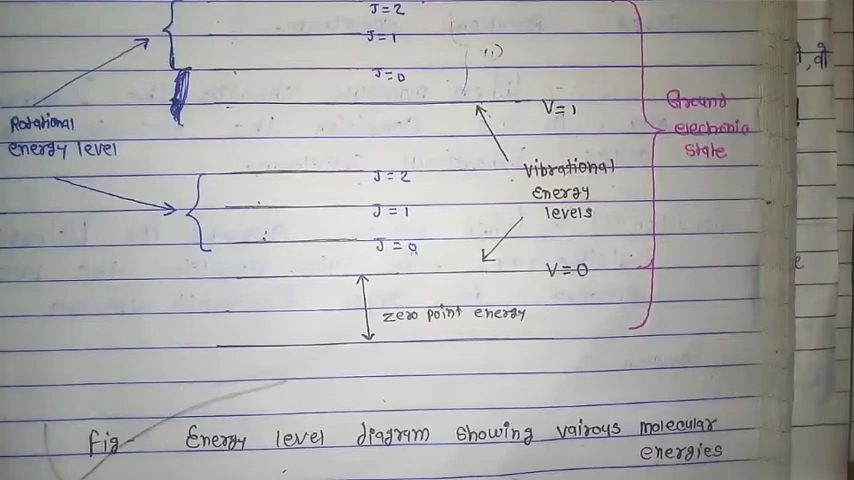 J=2
J=1
J=0
V=1
Ground
electronic
state
Rotational
energy level
vibrational
energy
levels
J=2
J=1
J=0
V=0
zero point energy
fig- Energy level diagram showing vairous molecular
energies